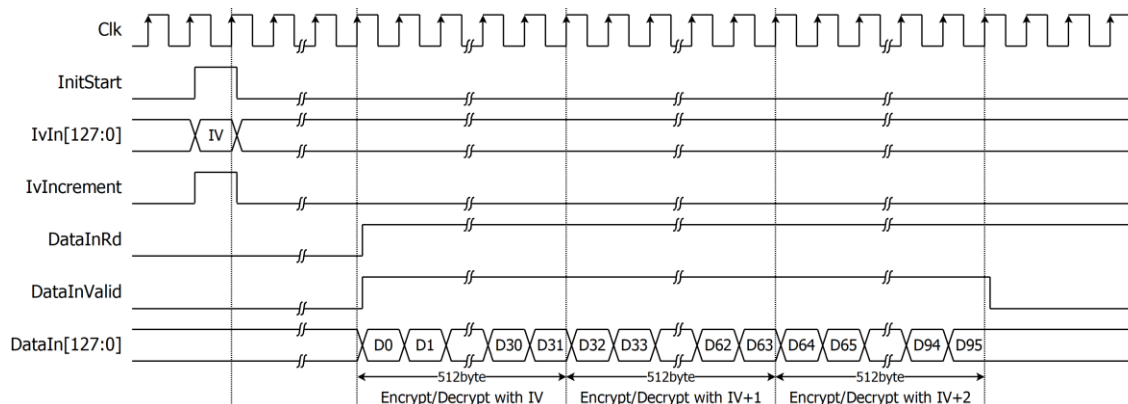 Clk
InitStart
IvIn[127:0]
IV
IvIncrement
DataInRd
DataInValid
DataIn[127:0] D0 D1 D30 D31 D32 D33 D62 D63 D64 D65 D94 D95
512byte 512byte 512byte
Encrypt/Decrypt with IV Encrypt/Decrypt with IV+1 Encrypt/Decrypt with IV+2